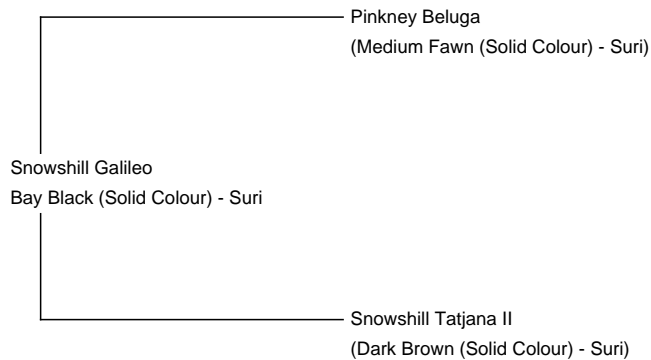 Pinkney Beluga
(Medium Fawn (Solid Colour) - Suri)
Snowshill Galileo
Bay Black (Solid Colour) - Suri
Snowshill Tatjana II
(Dark Brown (Solid Colour) - Suri)